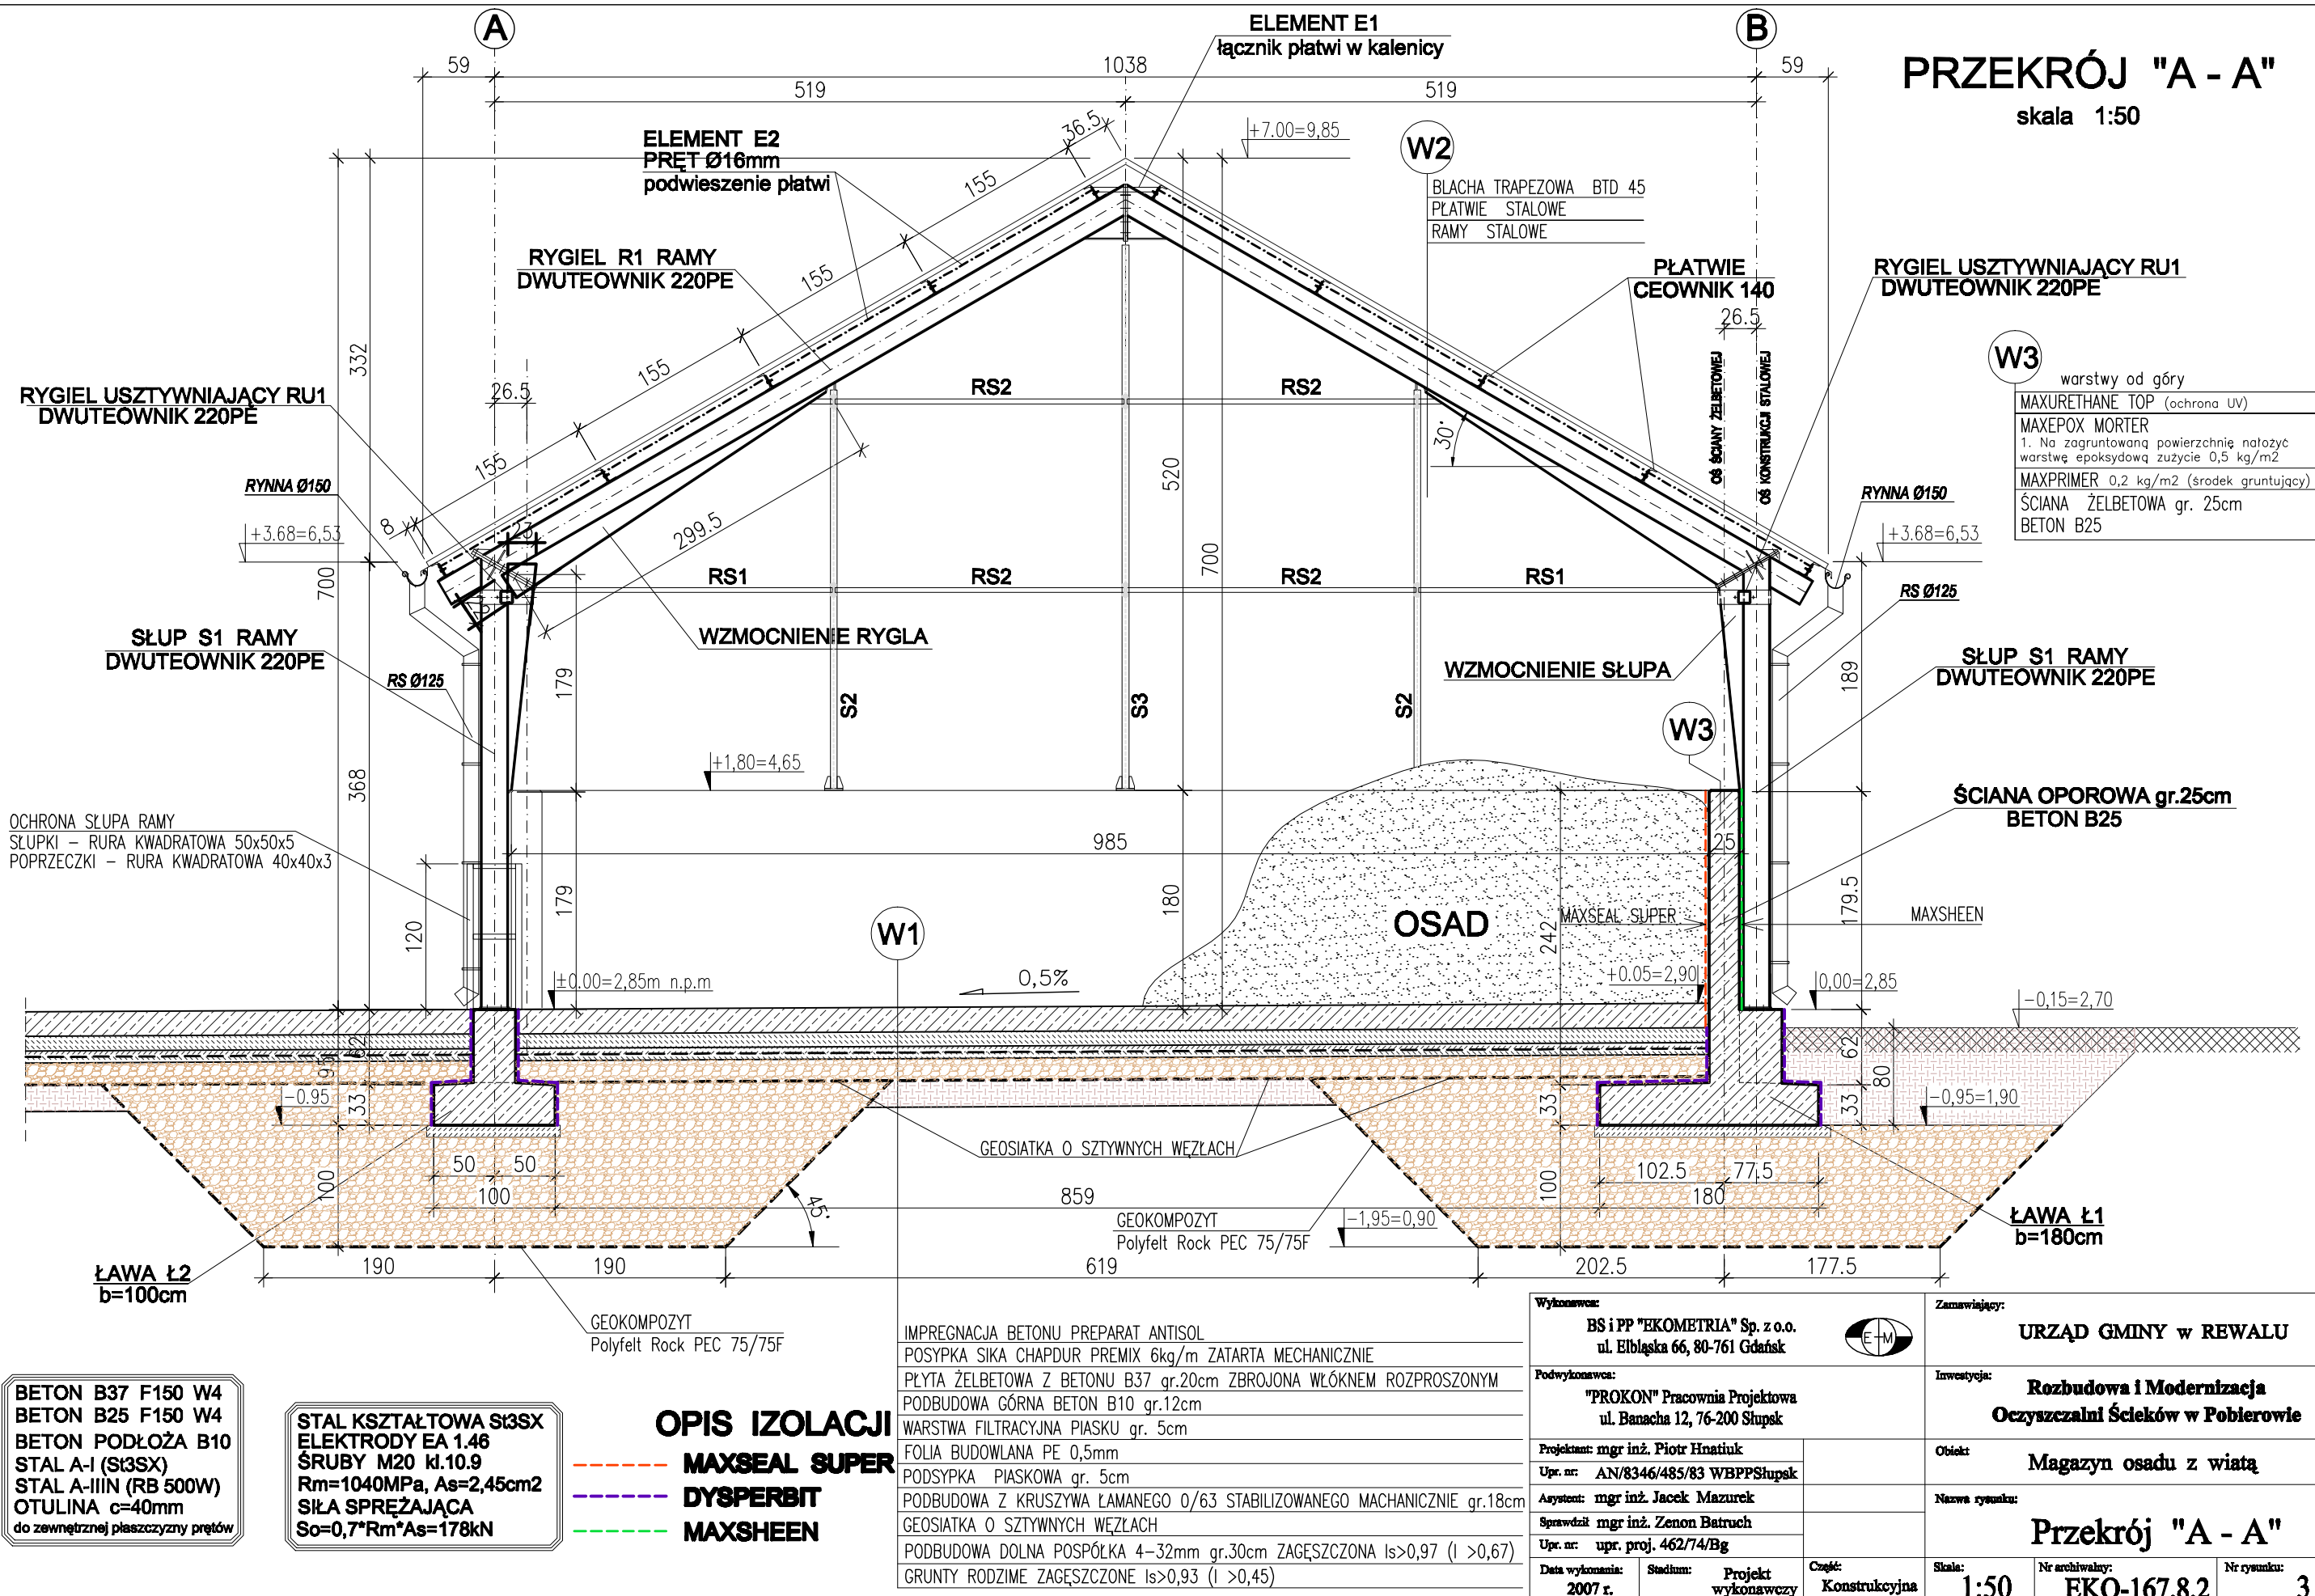 A
B
PRZEKRÓJ "A - A"
skala 1:50
ELEMENT E1
łącznik płatwi w kalenicy
59
1038
59
519
519
ELEMENT E2
PRĘT Ø16mm
podwieszenie płatwi
36.5
155
155
155
155
8
+7.00=9,85
W2
BLACHA TRAPEZOWA BTD 45
PŁATWIE STALOWE
RAMY STALOWE
RYGIEL R1 RAMY
DWUTEOWNIK 220PE
PŁATWIE
CEOWNIK 140
RYGIEL USZTYWNIAJĄCY RU1
DWUTEOWNIK 220PE
26.5
OŚ ŚCIANY ŻELBETOWEJ
OŚ KONSTRUKCJI STALOWEJ
W3
warstwy od góry
MAXURETHANE TOP (ochrona UV)
MAXEPOX MORTER
1. Na zagruntowaną powierzchnię nałożyć
warstwę epoksydową zużycie 0,5 kg/m2
MAXPRIMER 0,2 kg/m2 (środek gruntujący)
ŚCIANA ŻELBETOWA gr. 25cm
BETON B25
RYGIEL USZTYWNIAJĄCY RU1
DWUTEOWNIK 220PE
26.5
332
700
368
RYNNA Ø150
+3.68=6,53
23
299.5
RS2
RS2
30°
520
700
RYNNA Ø150
+3.68=6,53
RS1
RS2
RS2
RS1
RS Ø125
SŁUP S1 RAMY
DWUTEOWNIK 220PE
RS Ø125
WZMOCNIENIE RYGLA
WZMOCNIENIE SŁUPA
SŁUP S1 RAMY
DWUTEOWNIK 220PE
179
189
S2
S3
S2
W3
+1,80=4,65
ŚCIANA OPOROWA gr.25cm
BETON B25
OCHRONA SŁUPA RAMY
SŁUPKI – RURA KWADRATOWA 50x50x5
POPRZECZKI – RURA KWADRATOWA 40x40x3
985
25
120
179
180
242
179.5
W1
OSAD
MAXSEAL SUPER
MAXSHEEN
±0.00=2,85m n.p.m
0,5%
+0.05=2,90
0,00=2,85
-0,15=2,70
62
95
33
-0.95
62
80
33
33
-0,95=1,90
GEOSIATKA O SZTYWNYCH WĘZŁACH
50
50
100
100
45°
859
100
102.5
77.5
180
GEOKOMPOZYT
Polyfelt Rock PEC 75/75F
-1,95=0,90
ŁAWA Ł1
b=180cm
ŁAWA Ł2
b=100cm
190
190
619
202.5
177.5
GEOKOMPOZYT
Polyfelt Rock PEC 75/75F
IMPREGNACJA BETONU PREPARAT ANTISOL
POSYPKA SIKA CHAPDUR PREMIX 6kg/m ZATARTA MECHANICZNIE
PŁYTA ŻELBETOWA Z BETONU B37 gr.20cm ZBROJONA WŁÓKNEM ROZPROSZONYM
PODBUDOWA GÓRNA BETON B10 gr.12cm
WARSTWA FILTRACYJNA PIASKU gr. 5cm
FOLIA BUDOWLANA PE 0,5mm
PODSYPKA PIASKOWA gr. 5cm
PODBUDOWA Z KRUSZYWA ŁAMANEGO 0/63 STABILIZOWANEGO MACHANICZNIE gr.18cm
GEOSIATKA O SZTYWNYCH WĘZŁACH
PODBUDOWA DOLNA POSPÓŁKA 4-32mm gr.30cm ZAGĘSZCZONA Is>0,97 (I >0,67)
GRUNTY RODZIME ZAGĘSZCZONE Is>0,93 (I >0,45)
BETON B37 F150 W4
BETON B25 F150 W4
BETON PODŁOŻA B10
STAL A-I (St3SX)
STAL A-IIIN (RB 500W)
OTULINA c=40mm
do zewnętrznej płaszczyzny prętów
STAL KSZTAŁTOWA St3SX
ELEKTRODY EA 1.46
ŚRUBY M20 kl.10.9
Rm=1040MPa, As=2,45cm2
SIŁA SPRĘŻAJĄCA
So=0,7*Rm*As=178kN
OPIS IZOLACJI
MAXSEAL SUPER
DYSPERBIT
MAXSHEEN
Wykonawca:
BS i PP "EKOMETRIA" Sp. z o.o.
ul. Elbląska 66, 80-761 Gdańsk
E-M
Zamawiający:
URZĄD GMINY w REWALU
Podwykonawca:
"PROKON" Pracownia Projektowa
ul. Banacha 12, 76-200 Słupsk
Inwestycja:
Rozbudowa i Modernizacja
Oczyszczalni Ścieków w Pobierowie
Projektant: mgr inż. Piotr Hnatiuk
Upr. nr: AN/8346/485/83 WBPPSłupsk
Obiekt
Magazyn osadu z wiatą
Asystent: mgr inż. Jacek Mazurek
Sprawdził: mgr inż. Zenon Batruch
Upr. nr: upr. proj. 462/74/Bg
Nazwa rysunku:
Przekrój "A - A"
Data wykonania:
2007 r.
Stadium:
Projekt
wykonawczy
Część:
Konstrukcyjna
Skala:
1:50
Nr archiwalny:
EKO-167.8.2
Nr rysunku:
3